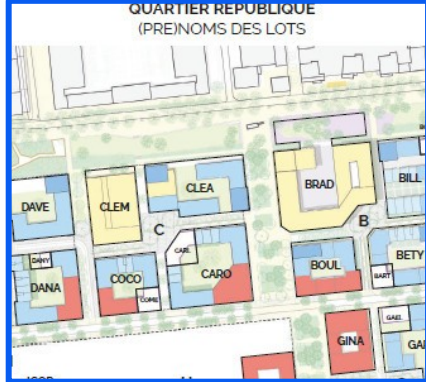 QUARTIER RÉPUBLIQUE
(PRE)NOMS DES LOTS
CLEA
BRAD
BILL
DAVE
CLEM
C
B
CARL
DANY
BETY
BOUL
CARO
COCO
BART
DANA
COME
GAEL
GINA
GA